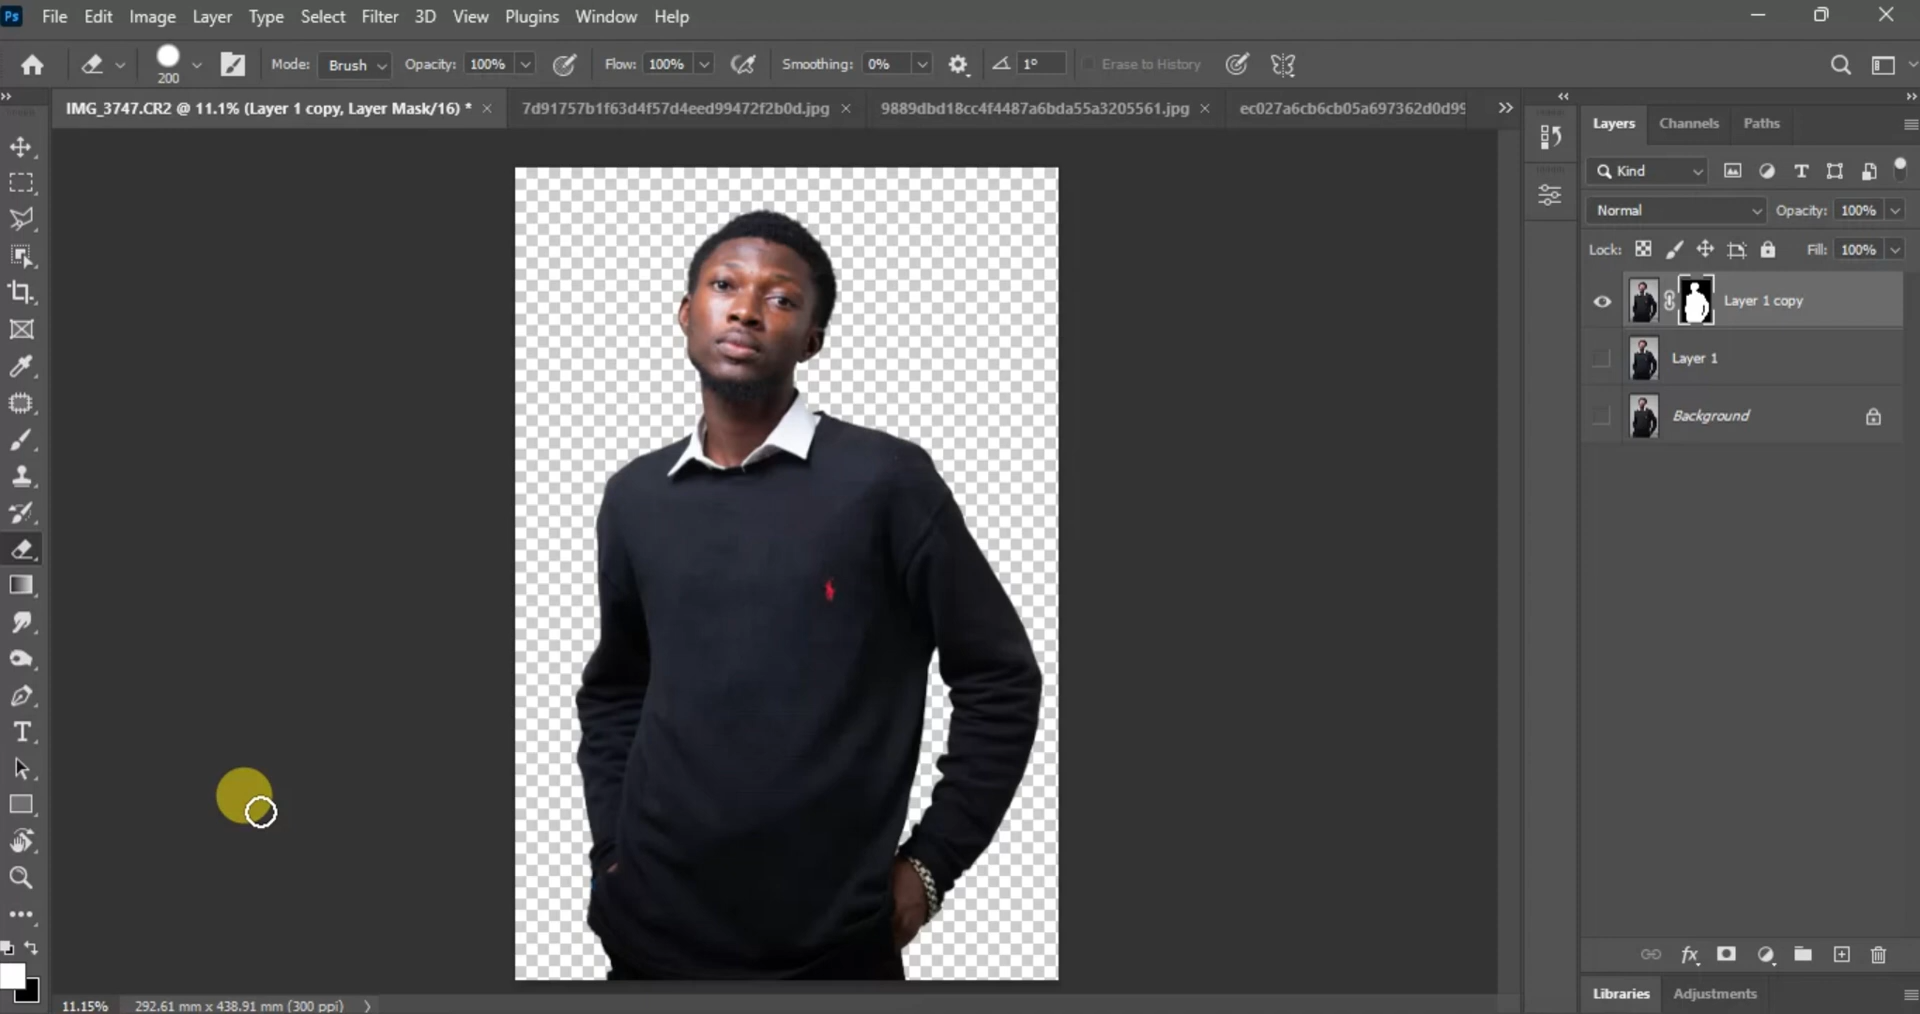 Ps File Edit Image Layer Type Select Filter 3D View Plugins Window Help
200 Mode: Brush Opacity: 100% Flow: 100% Smoothing: 0% 1° Erase to History
IMG_3747.CR2 @ 11.1% (Layer 1 copy, Layer Mask/16) * 7d91757b1f63d4f57d4eed99472f2b0d.jpg 9889dbd18cc4f4487a6bda55a3205561.jpg ec027a6cb6cb05a697362d0d99
Layers Channels Paths
Kind
Normal Opacity: 100%
Lock: Fill: 100%
Layer 1 copy
Layer 1
Background
fx
Libraries Adjustments
11.15% 292.61 mm x 438.91 mm (300 ppi)